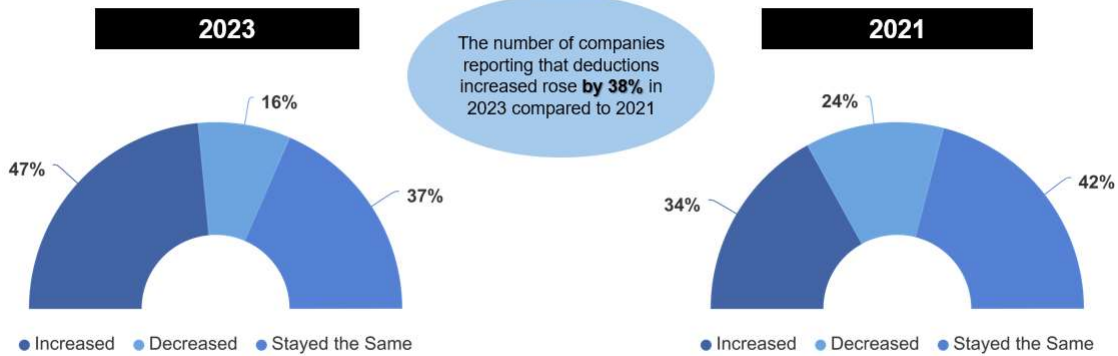 2023
The number of companies
reporting that deductions
increased rose by 38% in
2023 compared to 2021
2021
16%
47%
37%
24%
34%
42%
Increased Decreased Stayed the Same
Increased Decreased Stayed the Same